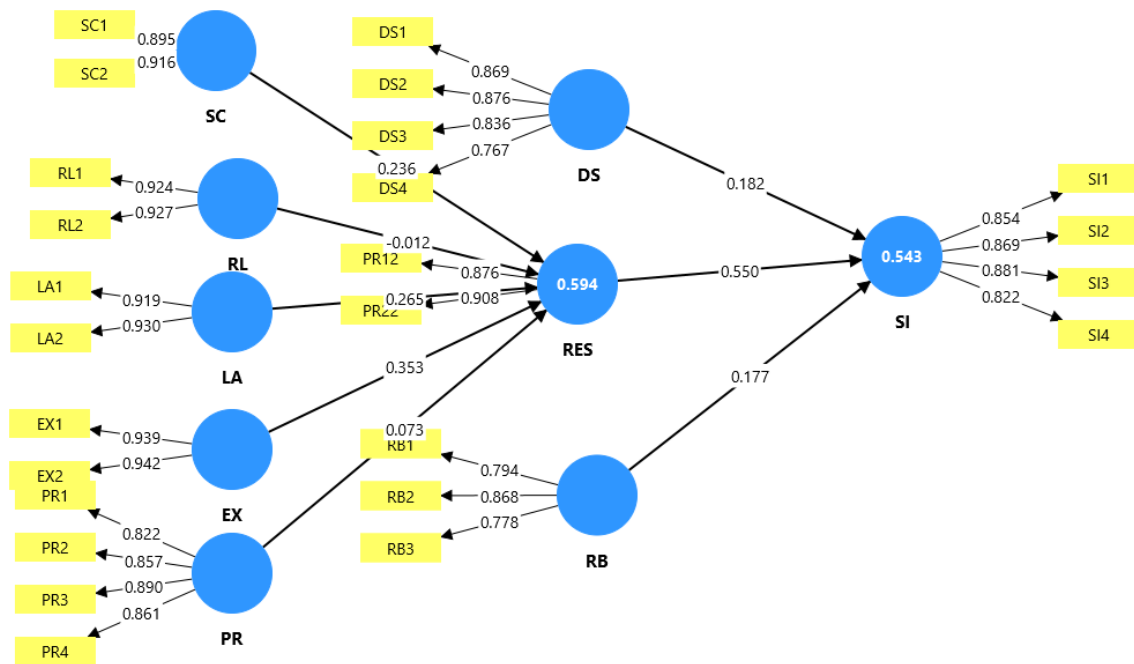 SC1
0.895
SC2
0.916
SC
RL1
0.924
RL2
0.927
RL
LA1
0.919
LA2
0.930
LA
EX1
0.939
EX2
0.942
EX
PR1
0.822
PR2
0.857
PR3
0.890
PR4
0.861
PR
0.236
-0.012
0.265
0.353
0.073
DS1
0.869
DS2
0.876
DS3
0.836
DS4
0.767
DS
PR12
0.876
PR22
0.908
0.594
RES
RB1
0.794
RB2
0.868
RB3
0.778
RB
0.182
0.550
0.177
0.543
SI
SI1
0.854
SI2
0.869
SI3
0.881
SI4
0.822